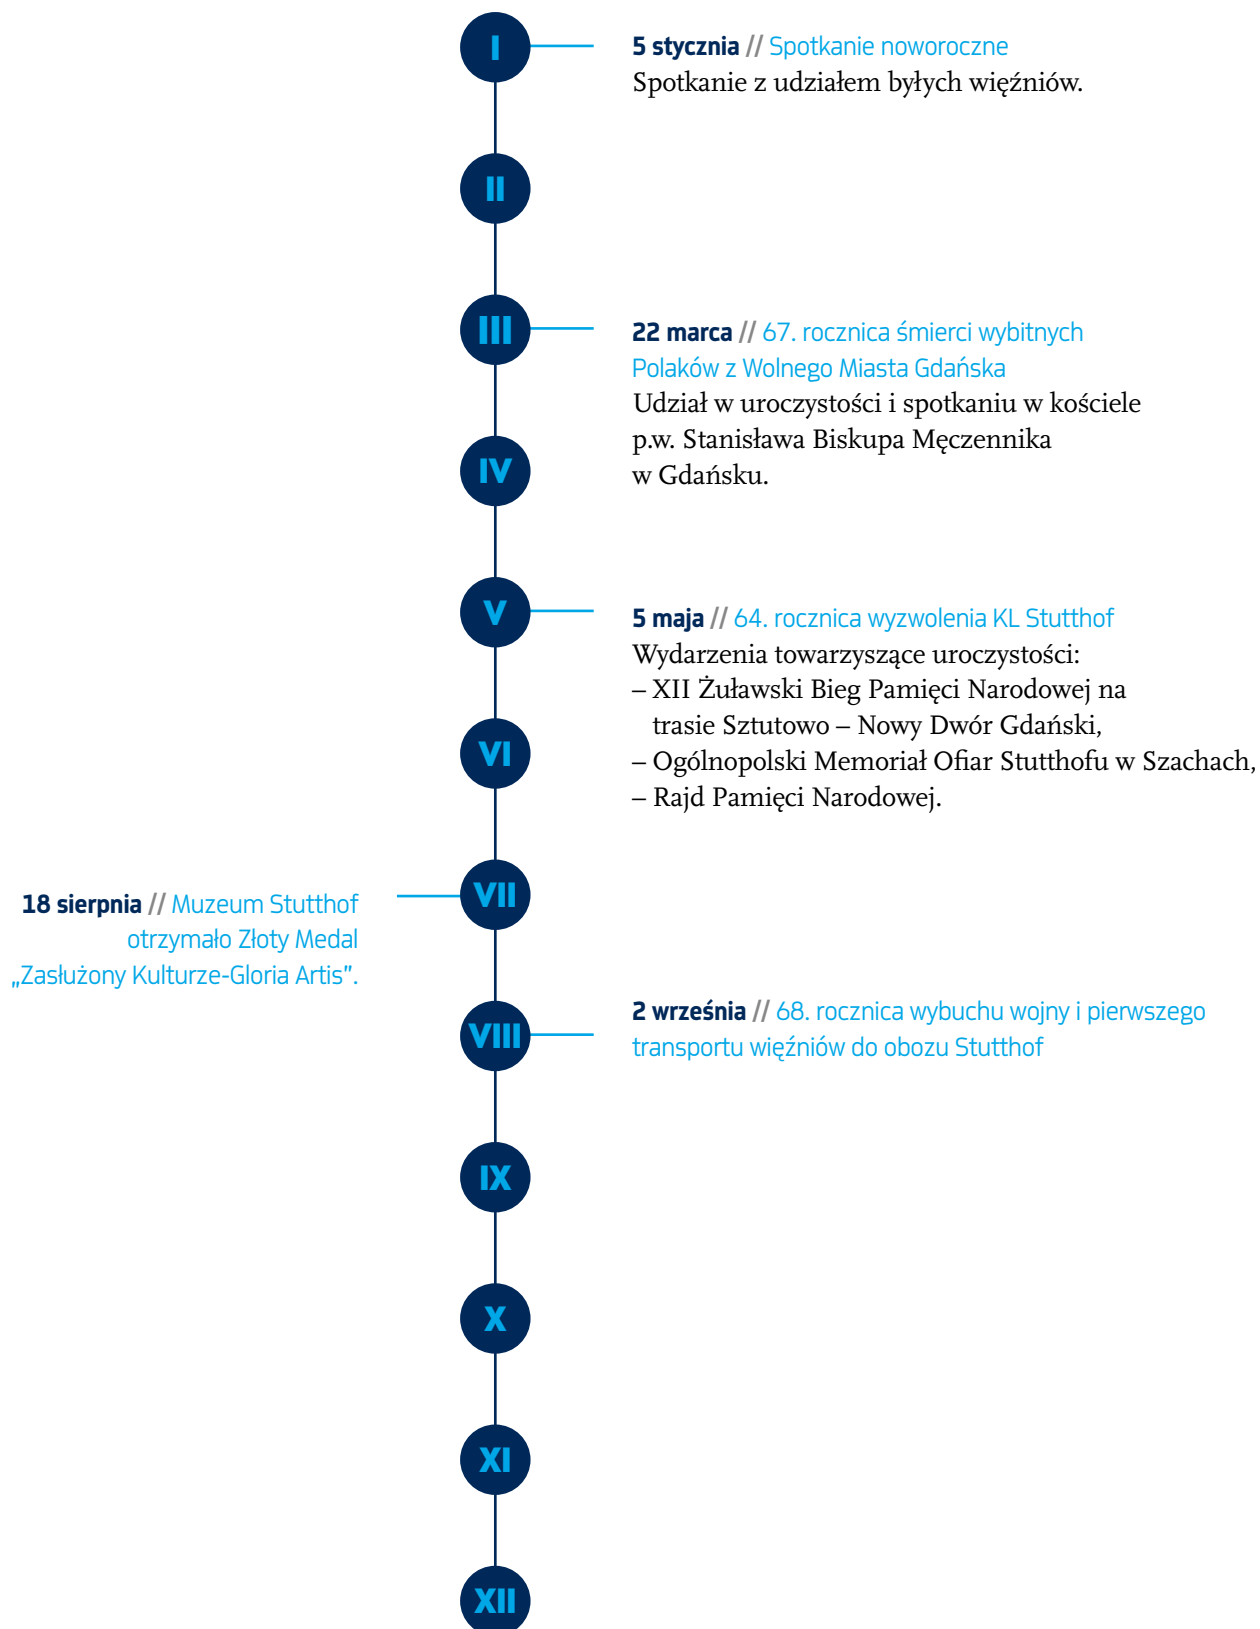 I
5 stycznia // Spotkanie noworoczne
Spotkanie z udziałem byłych więźniów.
II
III
22 marca // 67. rocznica śmierci wybitnych
Polaków z Wolnego Miasta Gdańska
Udział w uroczystości i spotkaniu w kościele
p.w. Stanisława Biskupa Męczennika
w Gdańsku.
IV
V
5 maja // 64. rocznica wyzwolenia KL Stutthof
Wydarzenia towarzyszące uroczystości:
– XII Żuławski Bieg Pamięci Narodowej na
trasie Sztutowo – Nowy Dwór Gdański,
– Ogólnopolski Memoriał Ofiar Stutthofu w Szachach,
– Rajd Pamięci Narodowej.
VI
VII
18 sierpnia // Muzeum Stutthof
otrzymało Złoty Medal
„Zasłużony Kulturze-Gloria Artis”.
VIII
2 września // 68. rocznica wybuchu wojny i pierwszego
transportu więźniów do obozu Stutthof
IX
X
XI
XII